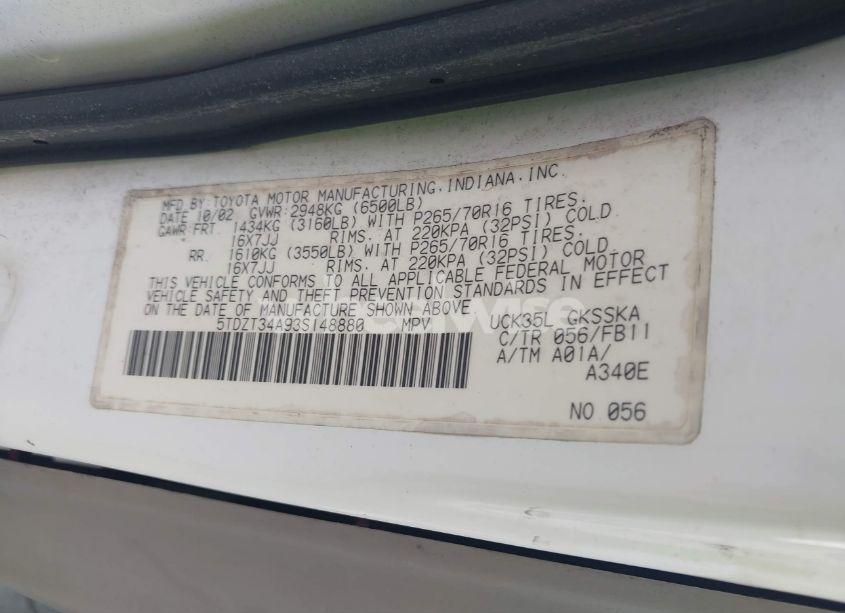 MFD.BY:TOYOTA MOTOR MANUFACTURING,INDIANA,INC.
DATE 10/02 GVWR:2948KG (6500LB)
GAWR:FRT. 1434KG (3160LB) WITH P265/70R16 TIRES.
16X7JJ RIMS. AT 220KPA (32PSI) COLD
RR. 1610KG (3550LB) WITH P265/70R16 TIRES.
16X7JJ RIMS. AT 220KPA (32PSI) COLD.
THIS VEHICLE CONFORMS TO ALL APPLICABLE FEDERAL MOTOR
VEHICLE SAFETY AND THEFT PREVENTION STANDARDS IN EFFECT
ON THE DATE OF MANUFACTURE SHOWN ABOVE.
5TDZT34A93S148880 MPV UCK35L GKSSKA
C/TR 056/FB11
A/TM A01A/
A340E
NO 056